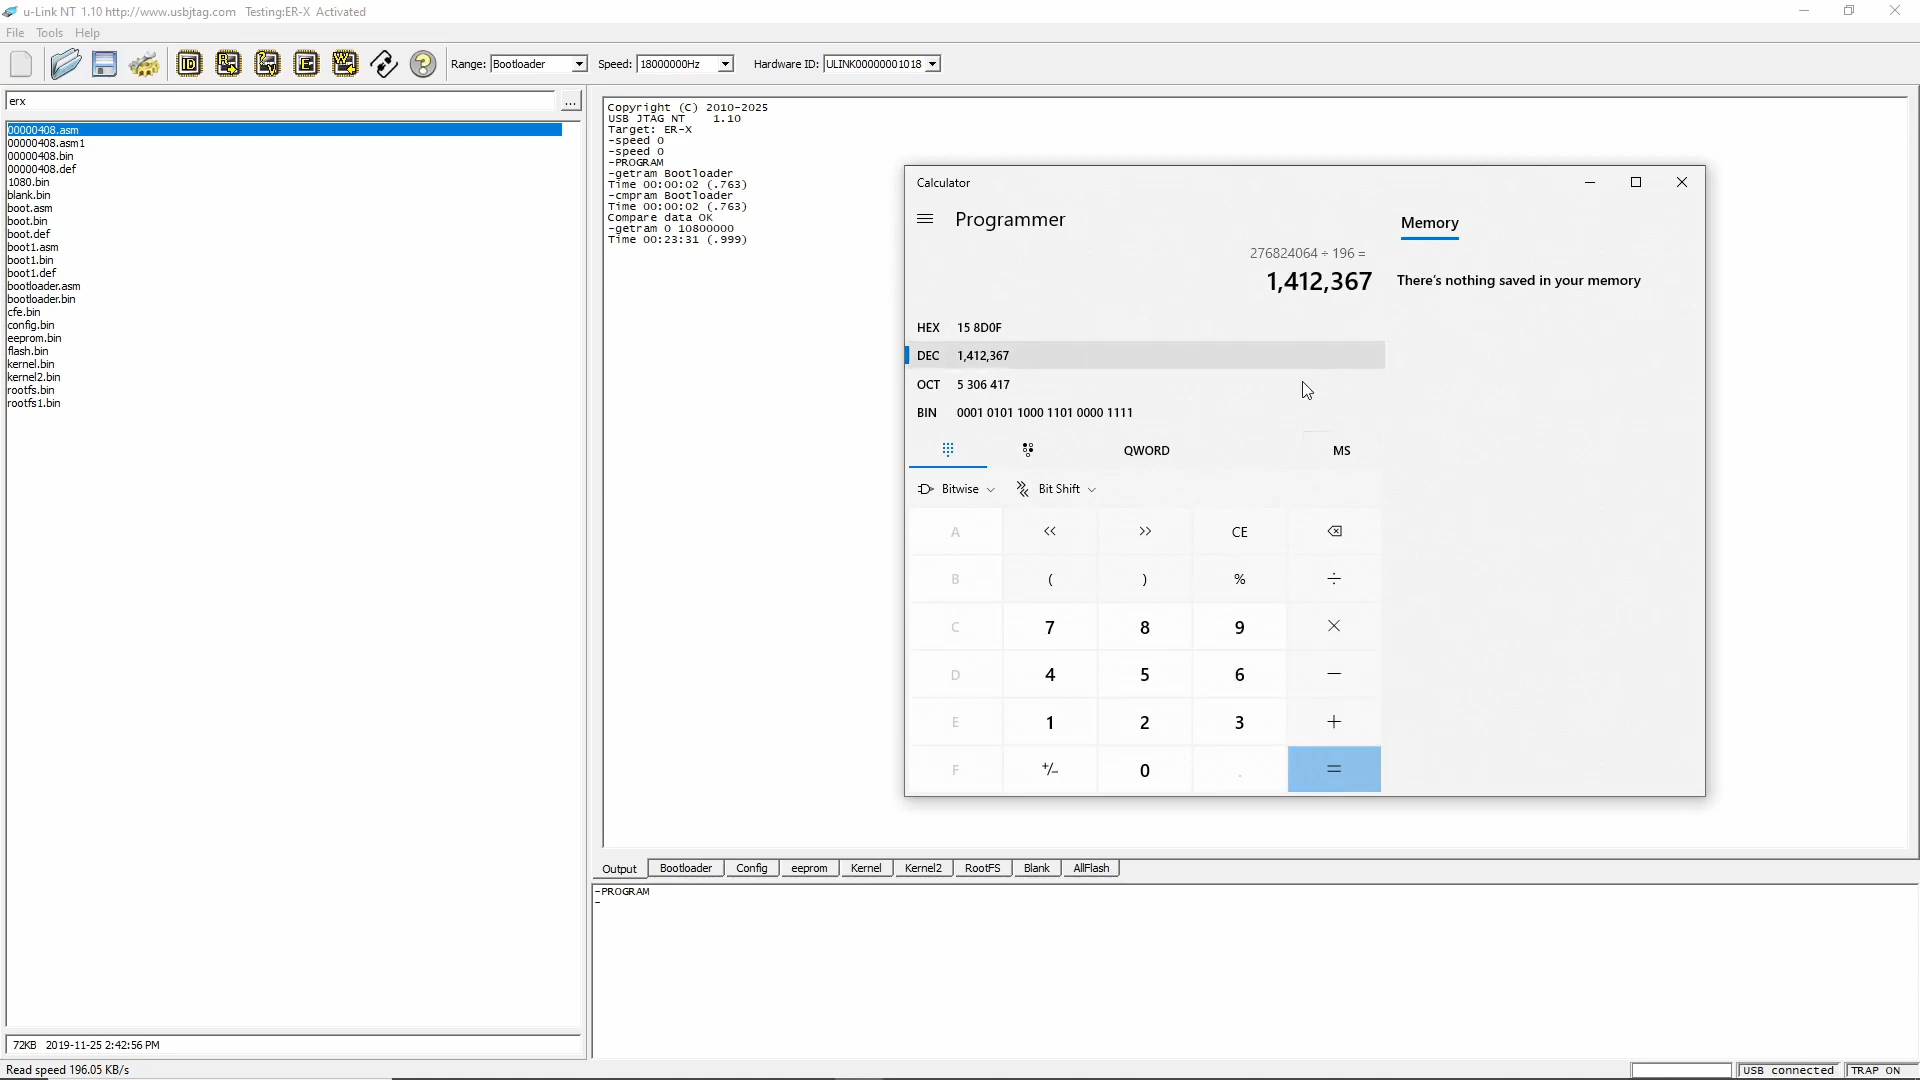 u-Link NT 1.10 http://www.usbjtag.com Testing:ER-X Activated
File Tools Help
ID
R
V
E
W
?
Range: Bootloader
Speed: 18000000Hz
Hardware ID: ULINK00000001018
erx
...
00000408.asm
00000408.asm1
00000408.bin
00000408.def
1080.bin
blank.bin
boot.asm
boot.bin
boot.def
boot1.asm
boot1.bin
boot1.def
bootloader.asm
bootloader.bin
cfe.bin
config.bin
eeprom.bin
flash.bin
kernel.bin
kernel2.bin
rootfs.bin
rootfs1.bin
72KB 2019-11-25 2:42:56 PM
Read speed 196.05 KB/s
Copyright (C) 2010-2025
USB JTAG NT 1.10
Target: ER-X
-speed 0
-speed 0
-PROGRAM
-getram Bootloader
Time 00:00:02 (.763)
-cmpram Bootloader
Time 00:00:02 (.763)
Compare data OK
-getram 0 10800000
Time 00:23:31 (.999)
Calculator
Programmer
276824064 ÷ 196 =
1,412,367
HEX 15 8D0F
DEC 1,412,367
OCT 5 306 417
BIN 0001 0101 1000 1101 0000 1111
QWORD MS
Bitwise Bit Shift
A << >> CE
B ( ) % ÷
C 7 8 9 ×
D 4 5 6 −
E 1 2 3 +
F +/− 0 . =
Memory
There's nothing saved in your memory
Output Bootloader Config eeprom Kernel Kernel2 RootFS Blank AllFlash
-PROGRAM
-
USB connected
TRAP ON